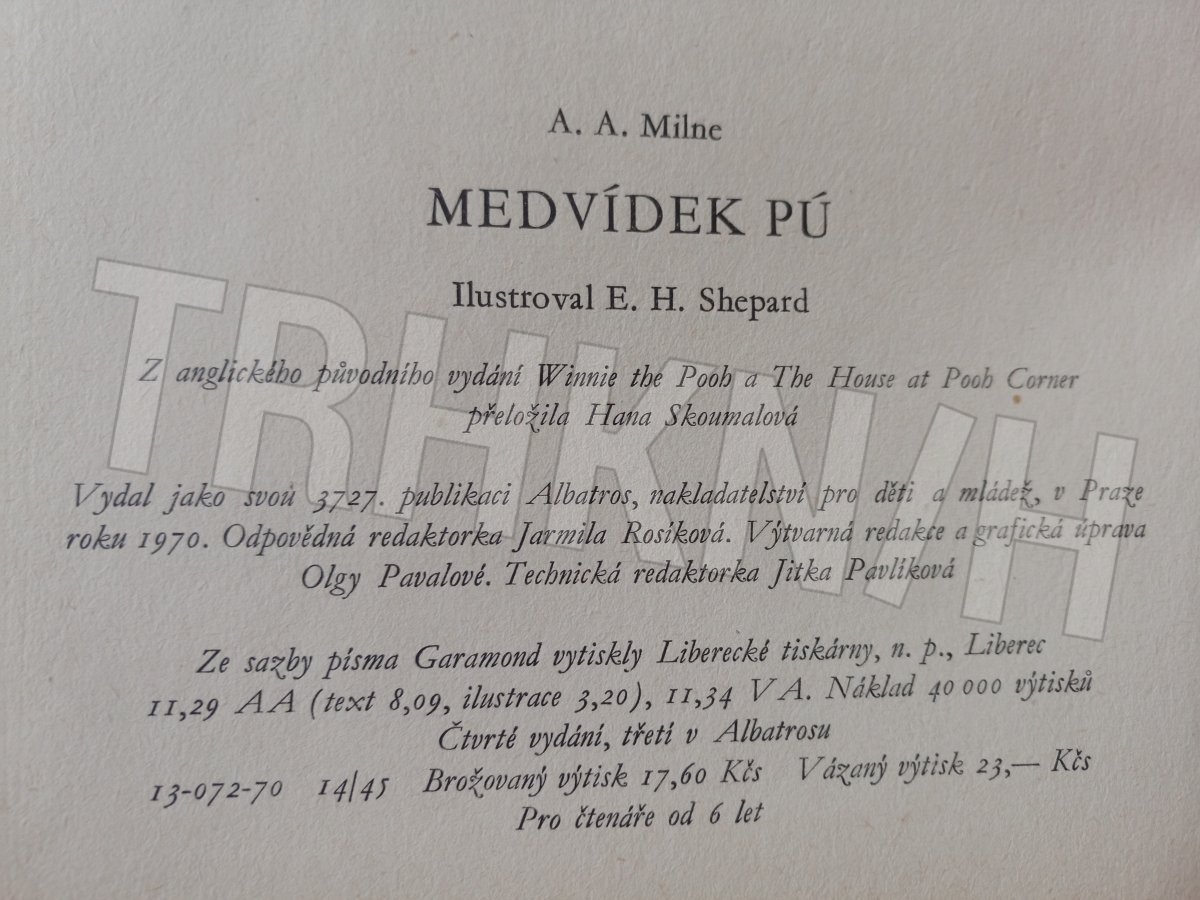 A. A. Milne
MEDVÍDEK PÚ
Ilustroval E. H. Shepard
Z anglického původního vydání Winnie the Pooh a The House at Pooh Corner
přeložila Hana Skoumalová
Vydal jako svou 3727. publikaci Albatros, nakladatelství pro děti a mládež, v Praze
roku 1970. Odpovědná redaktorka Jarmila Rosíková. Výtvarná redakce a grafická úprava
Olgy Pavalové. Technická redaktorka Jitka Pavlíková
Ze sazby písma Garamond vytiskly Liberecké tiskárny, n. p., Liberec
11,29 AA (text 8,09, ilustrace 3,20), 11,34 VA. Náklad 40 000 výtisků
Čtvrté vydání, třetí v Albatrosu
13-072-70 14/45 Brožovaný výtisk 17,60 Kčs Vázaný výtisk 23,— Kčs
Pro čtenáře od 6 let
TRHKNIH